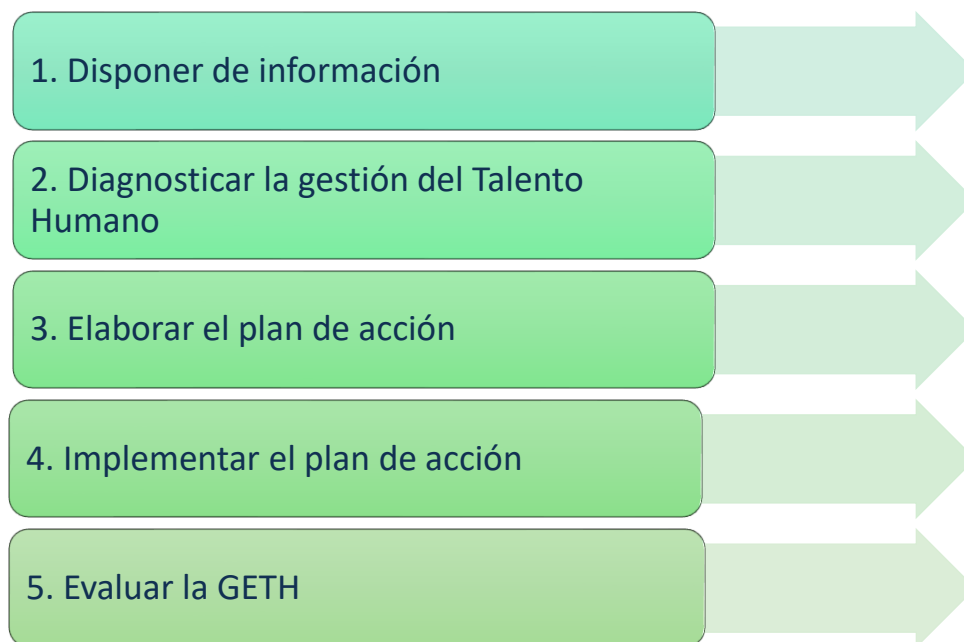 1. Disponer de información
2. Diagnosticar la gestión del Talento
Humano
3. Elaborar el plan de acción
4. Implementar el plan de acción
5. Evaluar la GETH